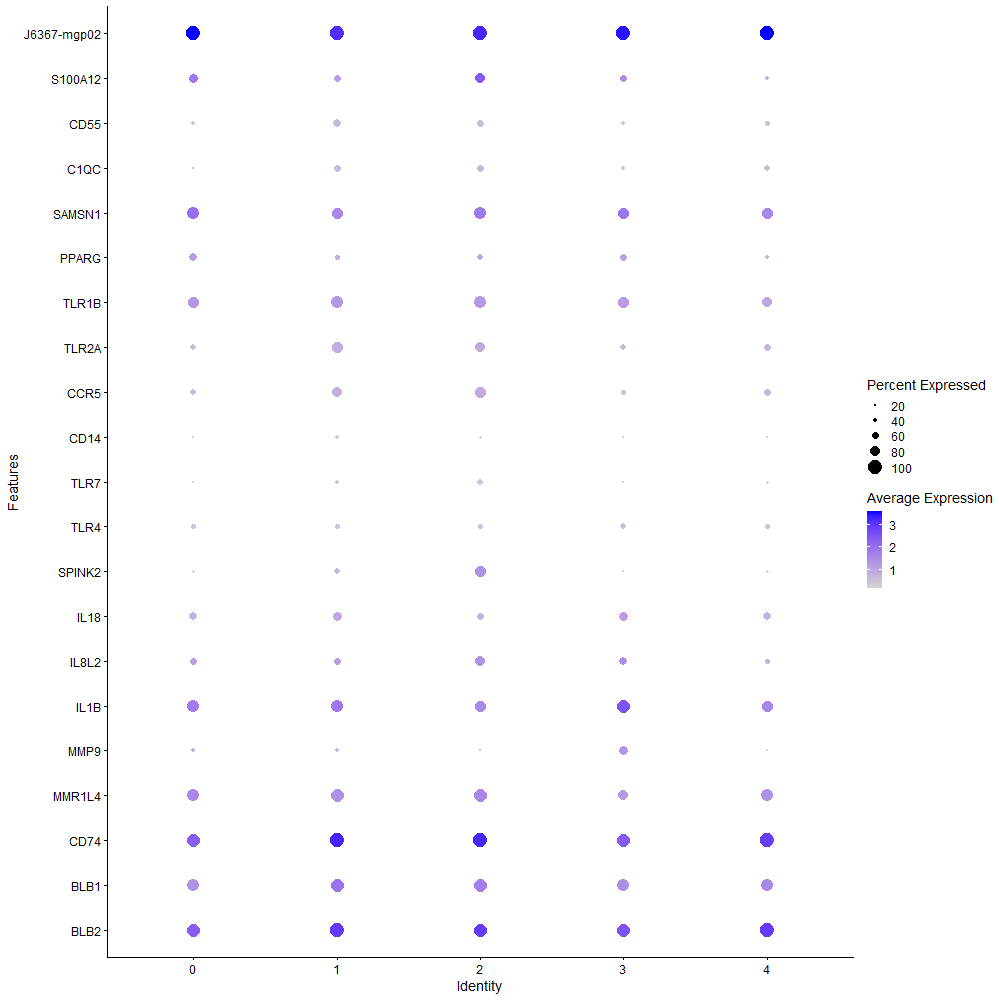 J6367-mgp02
S100A12
CD55
C1QC
SAMSN1
PPARG
TLR1B
TLR2A
CCR5
CD14
TLR7
TLR4
SPINK2
IL18
IL8L2
IL1B
MMP9
MMR1L4
CD74
BLB1
BLB2
Features
0 1 2 3 4
Identity
Percent Expressed
20
40
60
80
100
Average Expression
3
2
1